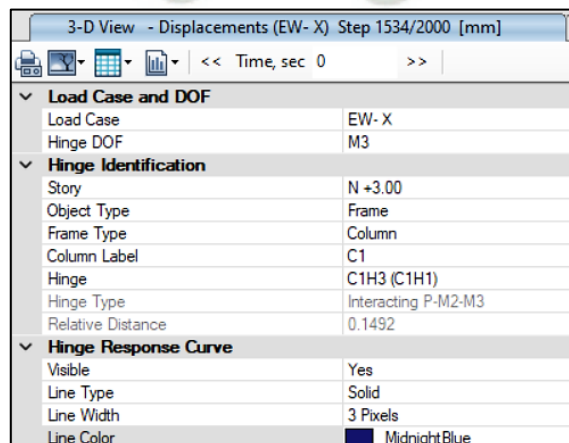 3-D View - Displacements (EW- X) Step 1534/2000 [mm]
<< Time, sec 0 >>
Load Case and DOF
Load Case EW- X
Hinge DOF M3
Hinge Identification
Story N +3.00
Object Type Frame
Frame Type Column
Column Label C1
Hinge C1H3 (C1H1)
Hinge Type Interacting P-M2-M3
Relative Distance 0.1492
Hinge Response Curve
Visible Yes
Line Type Solid
Line Width 3 Pixels
Line Color MidnightBlue